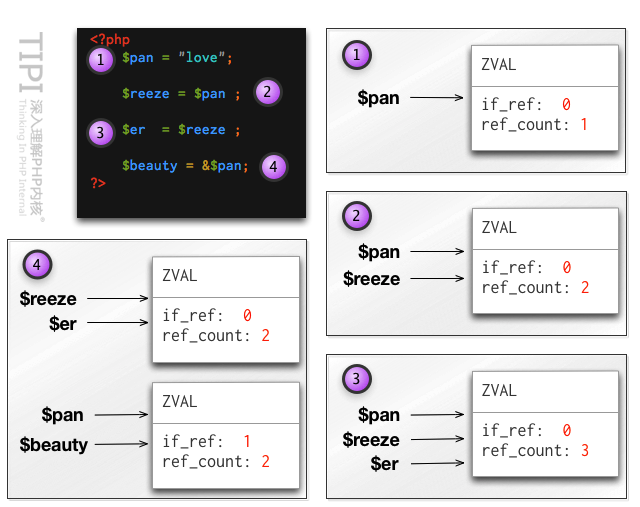 TIPI 深入理解PHP内核®
Thinking In PHP Internal
<?php
1 $pan = "love";
$reeze = $pan ; 2
3 $er = $reeze ;
$beauty = &$pan; 4
?>
1
ZVAL
$pan
if_ref: 0
ref_count: 1
2
ZVAL
$pan
$reeze
if_ref: 0
ref_count: 2
3
ZVAL
$pan
$reeze
$er
if_ref: 0
ref_count: 3
4
ZVAL
$reeze
$er
if_ref: 0
ref_count: 2
ZVAL
$pan
$beauty
if_ref: 1
ref_count: 2